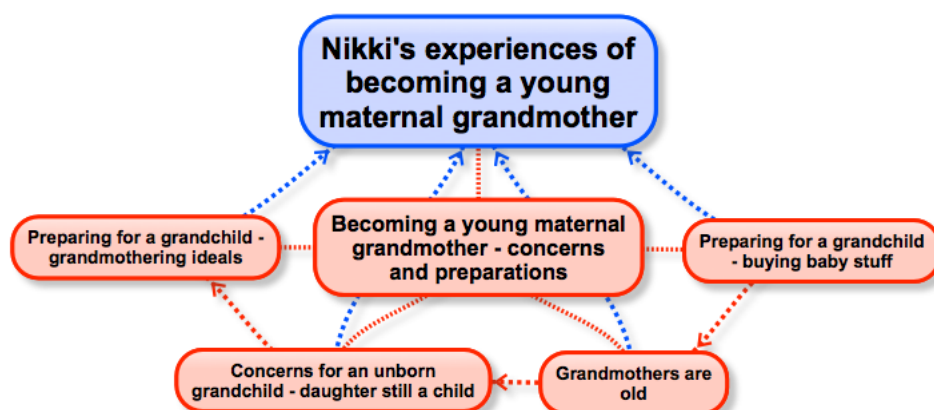 Nikki's experiences of
becoming a young
maternal grandmother
Preparing for a grandchild -
grandmothering ideals
Becoming a young maternal
grandmother - concerns
and preparations
Preparing for a grandchild
- buying baby stuff
Concerns for an unborn
grandchild - daughter still a child
Grandmothers are
old